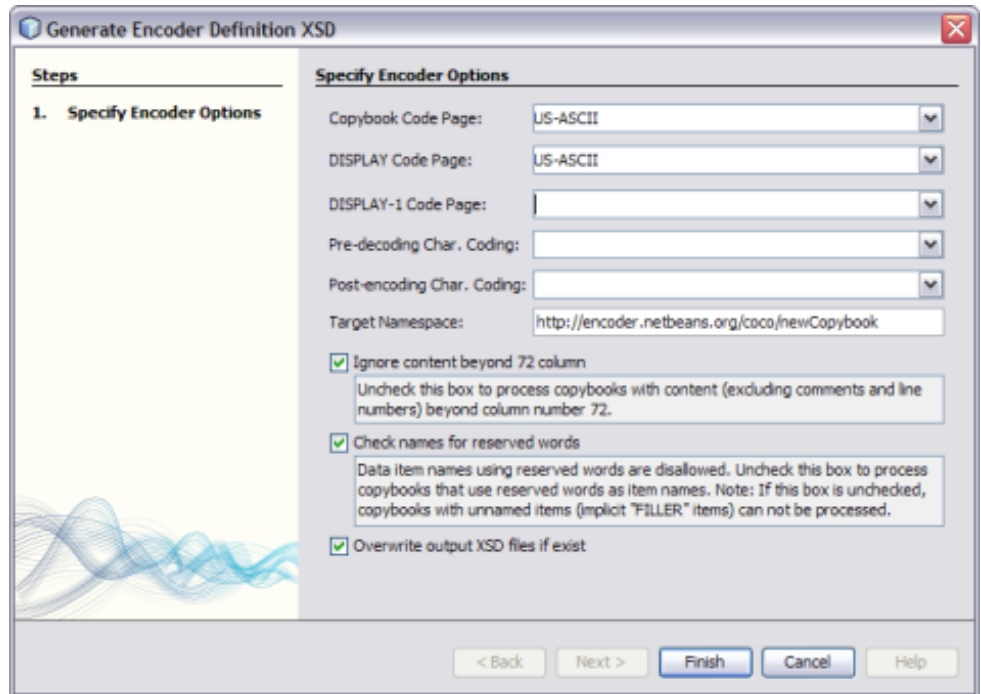 Generate Encoder Definition XSD
Steps
1. Specify Encoder Options
Specify Encoder Options
Copybook Code Page: US-ASCII
DISPLAY Code Page: US-ASCII
DISPLAY-1 Code Page:
Pre-decoding Char. Coding:
Post-encoding Char. Coding:
Target Namespace: http://encoder.netbeans.org/coco/newCopybook
Ignore content beyond 72 column
Uncheck this box to process copybooks with content (excluding comments and line
numbers) beyond column number 72.
Check names for reserved words
Data item names using reserved words are disallowed. Uncheck this box to process
copybooks that use reserved words as item names. Note: If this box is unchecked,
copybooks with unnamed items (implicit "FILLER" items) can not be processed.
Overwrite output XSD files if exist
< Back Next > Finish Cancel Help